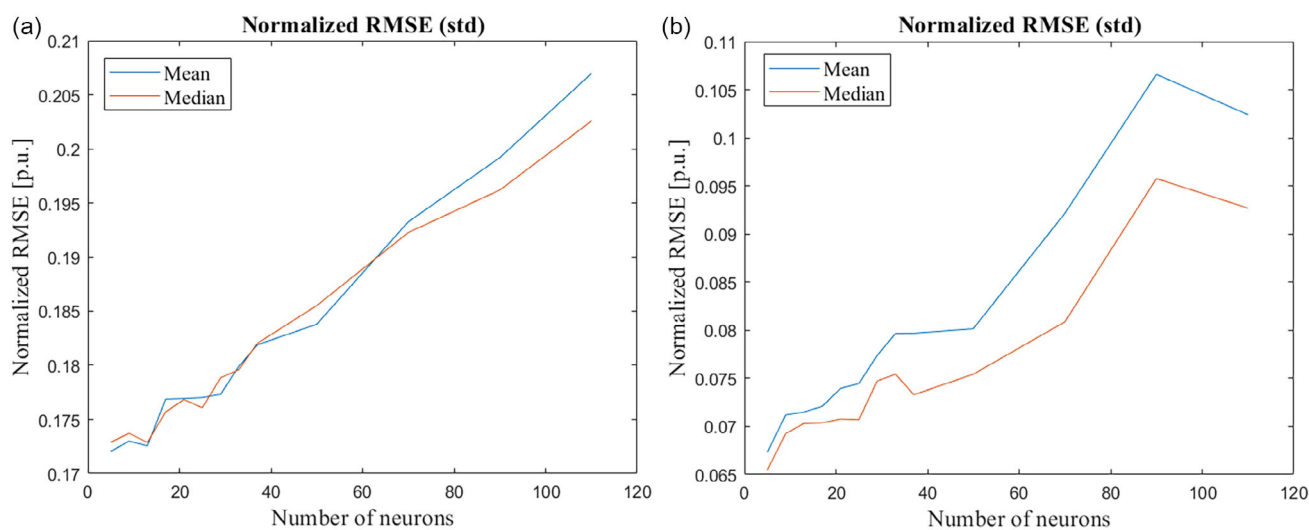 (a)
Normalized RMSE (std)
0.21
0.205
0.2
0.195
0.19
0.185
0.18
0.175
0.17
Normalized RMSE [p.u.]
Mean
Median
0 20 40 60 80 100 120
Number of neurons
(b)
Normalized RMSE (std)
0.11
0.105
0.1
0.095
0.09
0.085
0.08
0.075
0.07
0.065
Normalized RMSE [p.u.]
Mean
Median
0 20 40 60 80 100 120
Number of neurons